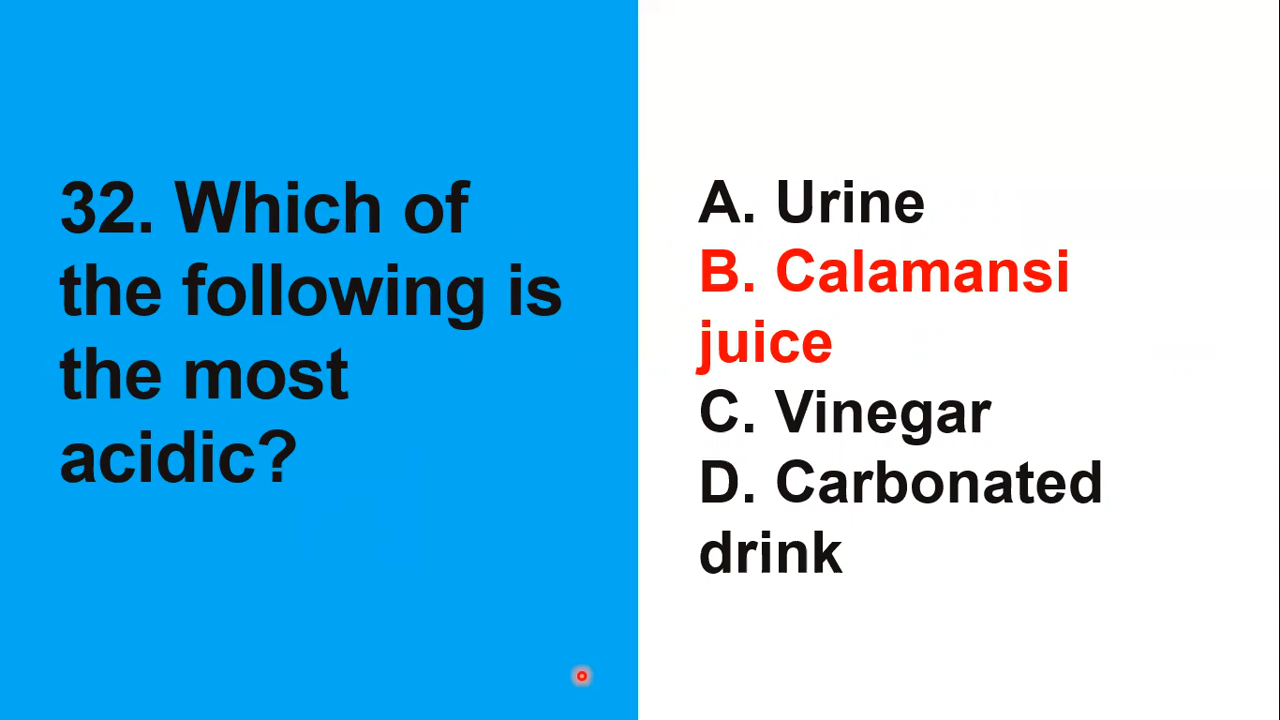 32. Which of
the following is
the most
acidic?
A. Urine
B. Calamansi
juice
C. Vinegar
D. Carbonated
drink